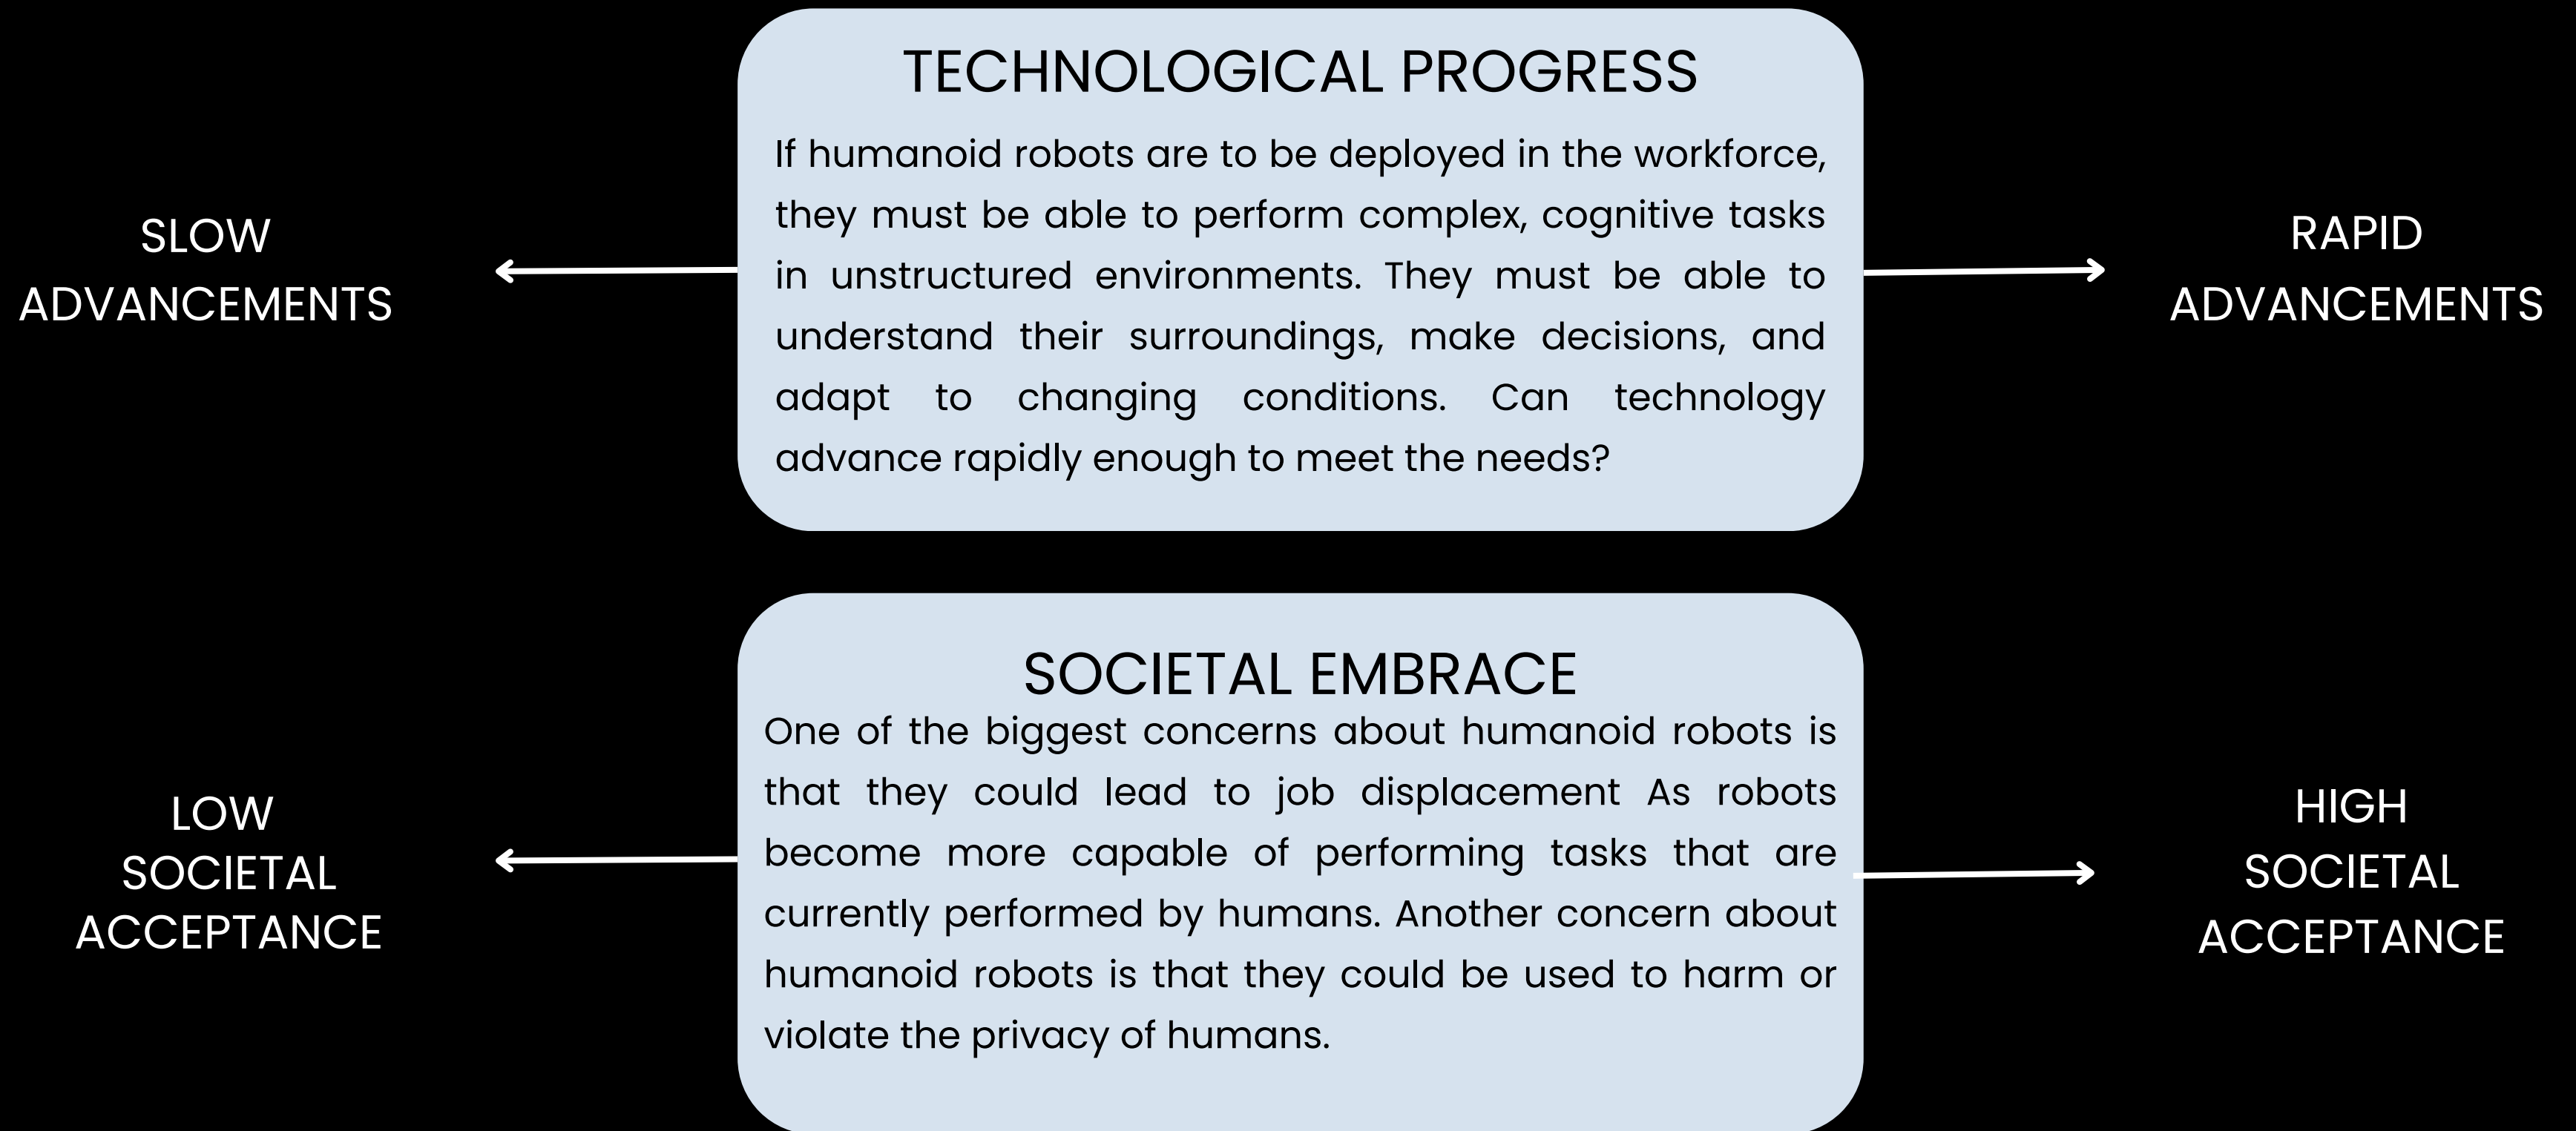 TECHNOLOGICAL PROGRESS
If humanoid robots are to be deployed in the workforce,
they must be able to perform complex, cognitive tasks
in unstructured environments. They must be able to
understand their surroundings, make decisions, and
adapt to changing conditions. Can technology
advance rapidly enough to meet the needs?
SLOW
ADVANCEMENTS
RAPID
ADVANCEMENTS
SOCIETAL EMBRACE
One of the biggest concerns about humanoid robots is
that they could lead to job displacement As robots
become more capable of performing tasks that are
currently performed by humans. Another concern about
humanoid robots is that they could be used to harm or
violate the privacy of humans.
LOW
SOCIETAL
ACCEPTANCE
HIGH
SOCIETAL
ACCEPTANCE